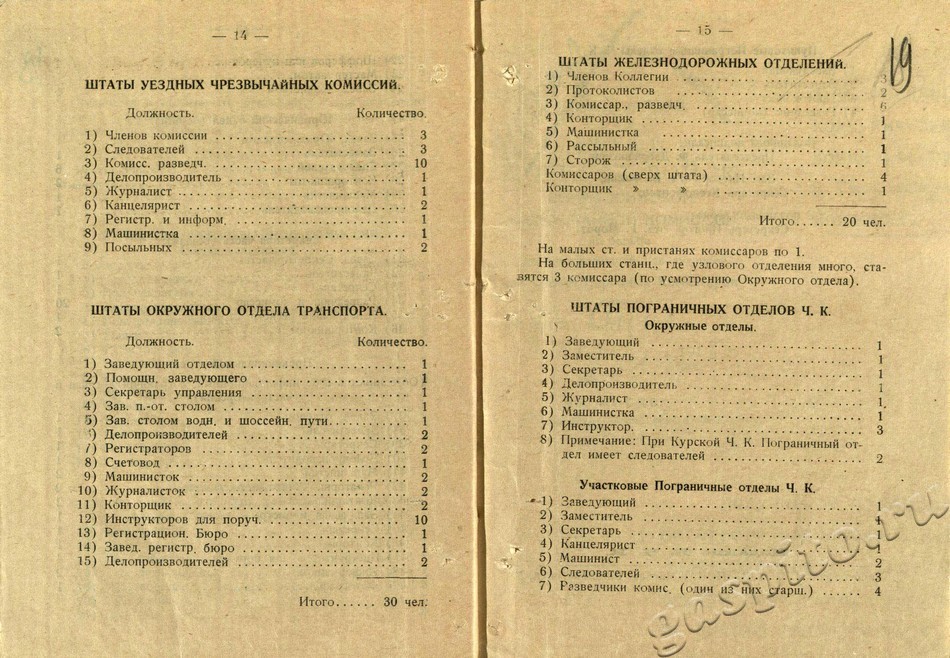 — 14 —
ШТАТЫ УЕЗДНЫХ ЧРЕЗВЫЧАЙНЫХ КОМИССИЙ.
Должность. Количество.
1) Членов комиссии 3
2) Следователей 3
3) Комисс. разведч. 10
4) Делопроизводитель 1
5) Журналист 1
6) Канцелярист 2
7) Регистр. и информ. 1
8) Машинистка 1
9) Посыльных 2
ШТАТЫ ОКРУЖНОГО ОТДЕЛА ТРАНСПОРТА.
Должность. Количество.
1) Заведующий отделом 1
2) Помощн. заведующего 1
3) Секретарь управления 1
4) Зав. п.-от. столом 1
5) Зав. столом водн. и шоссейн. пути 1
) Делопроизводителей 2
7) Регистраторов 2
8) Счетовод 1
9) Машинисток 2
10) Журналисток 2
11) Конторщик 2
12) Инструкторов для поруч. 10
13) Регистрацион. Бюро 1
14) Завед. регистр. бюро 1
15) Делопроизводителей 2
Итого...... 30 чел.
— 15 —
19
ШТАТЫ ЖЕЛЕЗНОДОРОЖНЫХ ОТДЕЛЕНИЙ.
1) Членов Коллегии 3
2) Протоколистов 2
3) Комиссар., разведч. 6
4) Конторщик 1
5) Машинистка 1
6) Рассыльный 1
7) Сторож 1
Комиссаров (сверх штата) 4
Конторщик » » 1
Итого...... 20 чел.
На малых ст. и пристанях комиссаров по 1.
На больших станц., где узлового отделения много, ста-
вятся 3 комиссара (по усмотрению Окружного отдела).
ШТАТЫ ПОГРАНИЧНЫХ ОТДЕЛОВ Ч. К.
Окружные отделы.
1) Заведующий 1
2) Заместитель 1
3) Секретарь 1
4) Делопроизводитель 1
5) Журналист 1
6) Машинистка 1
7) Инструктор. 3
8) Примечание: При Курской Ч. К. Пограничный от-
дел имеет следователей 2
Участковые Пограничные отделы Ч. К.
1) Заведующий 1
2) Заместитель 1
3) Секретарь 1
4) Канцелярист
5) Машинист 2
6) Следователей 3
7) Разведчики комис. (один из них старш.) 4
gaspito.ru